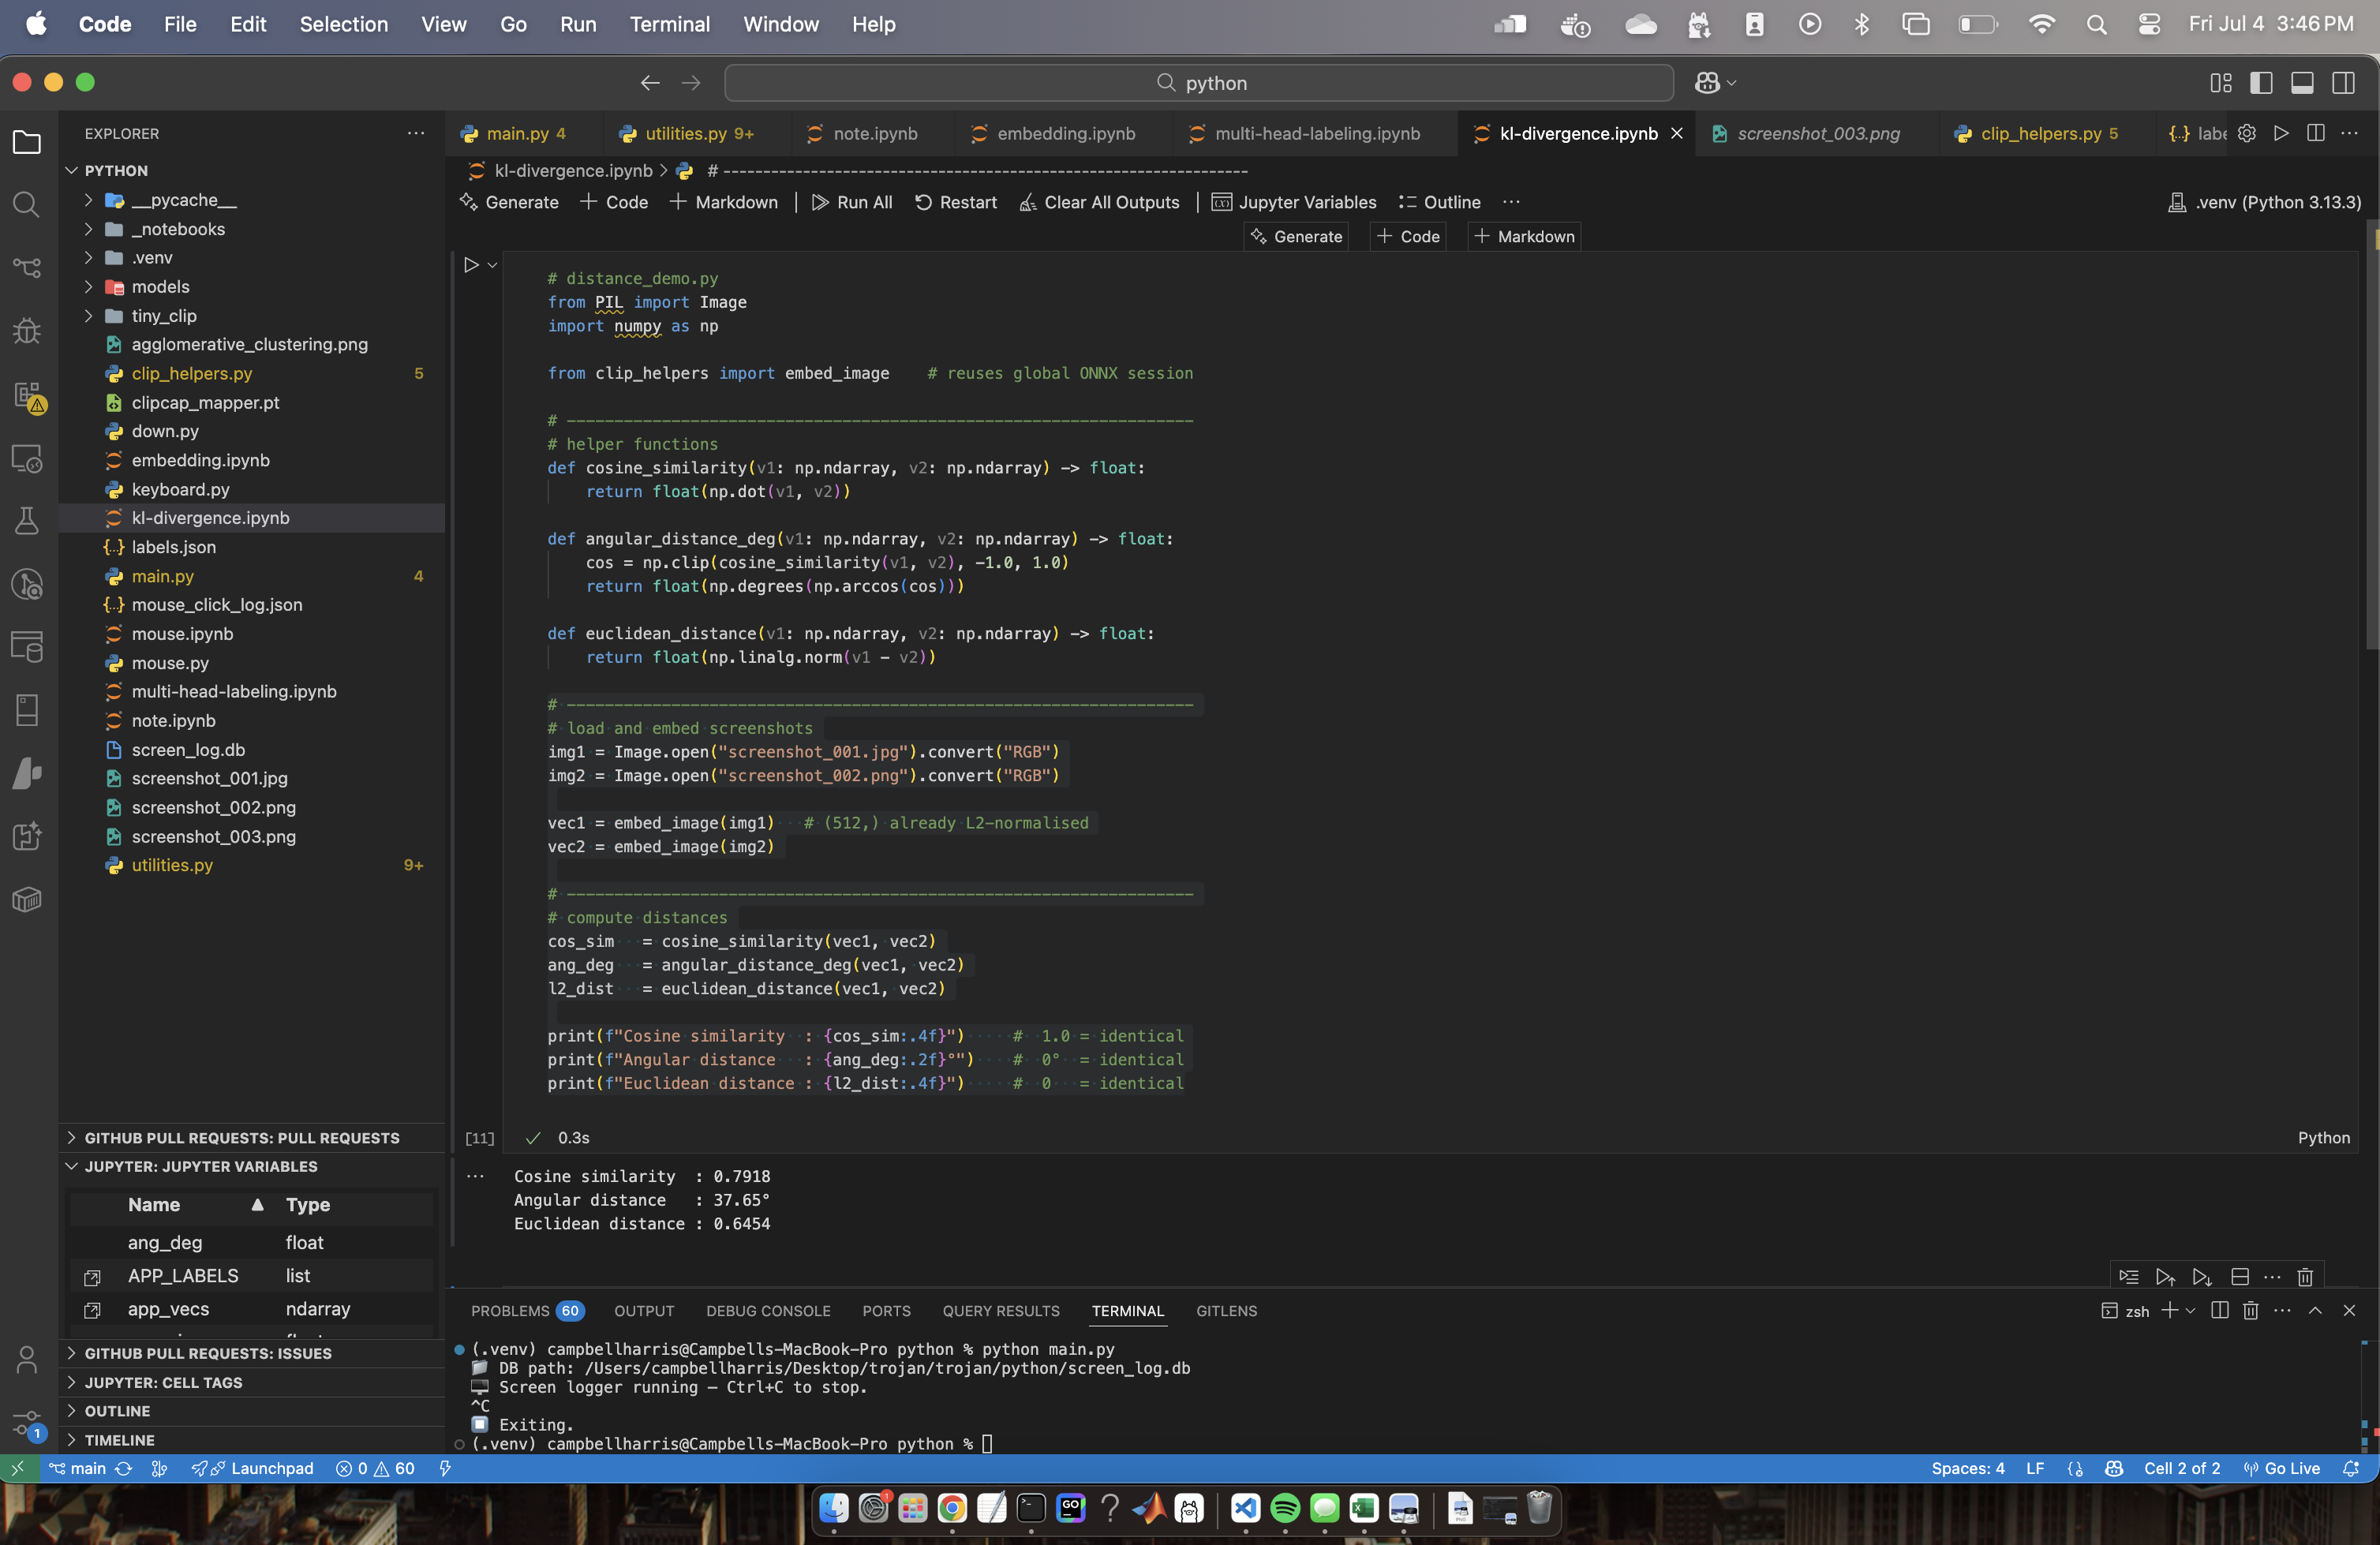 Code File Edit Selection View Go Run Terminal Window Help
Fri Jul 4 3:46 PM
python
EXPLORER
main.py 4
utilities.py 9+
note.ipynb
embedding.ipynb
multi-head-labeling.ipynb
kl-divergence.ipynb
screenshot_003.png
clip_helpers.py 5
{..} labe
kl-divergence.ipynb > # ------------------------------------------------------------------
Generate + Code + Markdown | Run All Restart Clear All Outputs | Jupyter Variables Outline ...
.venv (Python 3.13.3)
Generate + Code + Markdown
PYTHON
__pycache__
_notebooks
.venv
models
tiny_clip
agglomerative_clustering.png
clip_helpers.py 5
clipcap_mapper.pt
down.py
embedding.ipynb
keyboard.py
kl-divergence.ipynb
{..} labels.json
main.py 4
{..} mouse_click_log.json
mouse.ipynb
mouse.py
multi-head-labeling.ipynb
note.ipynb
screen_log.db
screenshot_001.jpg
screenshot_002.png
screenshot_003.png
utilities.py 9+
GITHUB PULL REQUESTS: PULL REQUESTS
JUPYTER: JUPYTER VARIABLES
Name Type
ang_deg float
APP_LABELS list
app_vecs ndarray
GITHUB PULL REQUESTS: ISSUES
JUPYTER: CELL TAGS
OUTLINE
TIMELINE
# distance_demo.py
from PIL import Image
import numpy as np
from clip_helpers import embed_image # reuses global ONNX session
# ------------------------------------------------------------------
# helper functions
def cosine_similarity(v1: np.ndarray, v2: np.ndarray) -> float:
return float(np.dot(v1, v2))
def angular_distance_deg(v1: np.ndarray, v2: np.ndarray) -> float:
cos = np.clip(cosine_similarity(v1, v2), -1.0, 1.0)
return float(np.degrees(np.arccos(cos)))
def euclidean_distance(v1: np.ndarray, v2: np.ndarray) -> float:
return float(np.linalg.norm(v1 - v2))
# ------------------------------------------------------------------
# load and embed screenshots
img1 = Image.open("screenshot_001.jpg").convert("RGB")
img2 = Image.open("screenshot_002.png").convert("RGB")
vec1 = embed_image(img1) # (512,) already L2-normalised
vec2 = embed_image(img2)
# ------------------------------------------------------------------
# compute distances
cos_sim = cosine_similarity(vec1, vec2)
ang_deg = angular_distance_deg(vec1, vec2)
l2_dist = euclidean_distance(vec1, vec2)
print(f"Cosine similarity : {cos_sim:.4f}") # 1.0 = identical
print(f"Angular distance : {ang_deg:.2f}°") # 0° = identical
print(f"Euclidean distance : {l2_dist:.4f}") # 0 = identical
[11] ✓ 0.3s
Python
Cosine similarity : 0.7918
Angular distance : 37.65°
Euclidean distance : 0.6454
PROBLEMS 60 OUTPUT DEBUG CONSOLE PORTS QUERY RESULTS TERMINAL GITLENS
zsh
(.venv) campbellharris@Campbells-MacBook-Pro python % python main.py
DB path: /Users/campbellharris/Desktop/trojan/trojan/python/screen_log.db
Screen logger running — Ctrl+C to stop.
^C
Exiting.
(.venv) campbellharris@Campbells-MacBook-Pro python %
1
main Launchpad 0 60
Spaces: 4 LF Cell 2 of 2 Go Live
1
GO